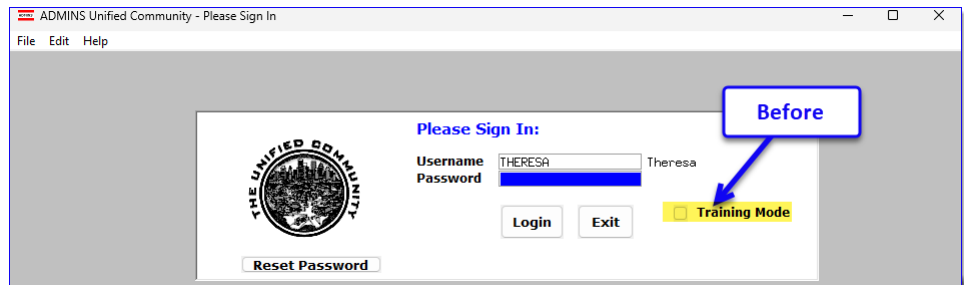 ADMINS ADMINS Unified Community - Please Sign In
File Edit Help
Before
Please Sign In:
THE UNIFIED COMMUNITY
Username THERESA Theresa
Password
Training Mode
Login Exit
Reset Password